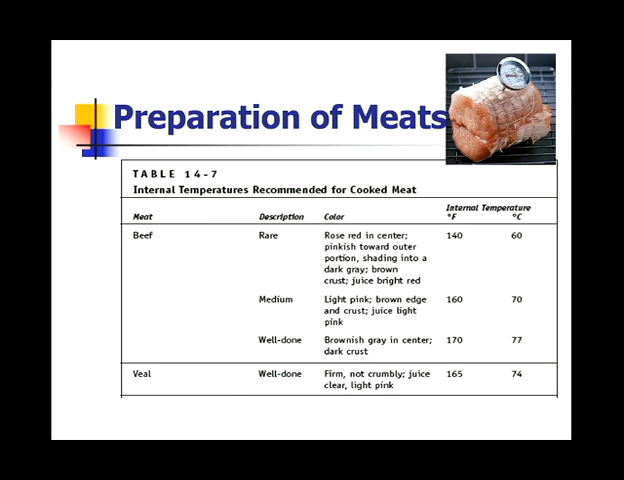 Preparation of Meats
TABLE 14-7
Internal Temperatures Recommended for Cooked Meat
Internal Temperature
Meat Description Color °F °C
Beef Rare Rose red in center; 140 60
pinkish toward outer
portion, shading into a
dark gray; brown
crust; juice bright red
Medium Light pink; brown edge 160 70
and crust; juice light
pink
Well-done Brownish gray in center; 170 77
dark crust
Veal Well-done Firm, not crumbly; juice 165 74
clear, light pink